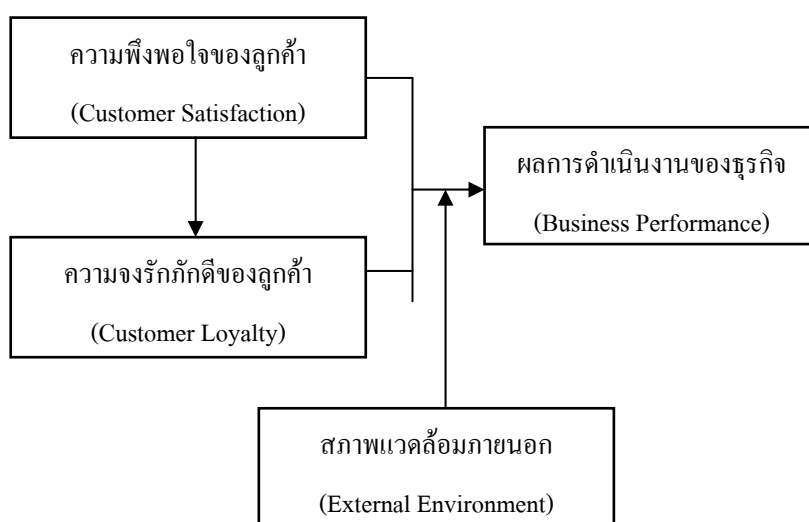 ความพึงพอใจของลูกค้า
(Customer Satisfaction)
ผลการดำเนินงานของธุรกิจ
(Business Performance)
ความจงรักภักดีของลูกค้า
(Customer Loyalty)
สภาพแวดล้อมภายนอก
(External Environment)